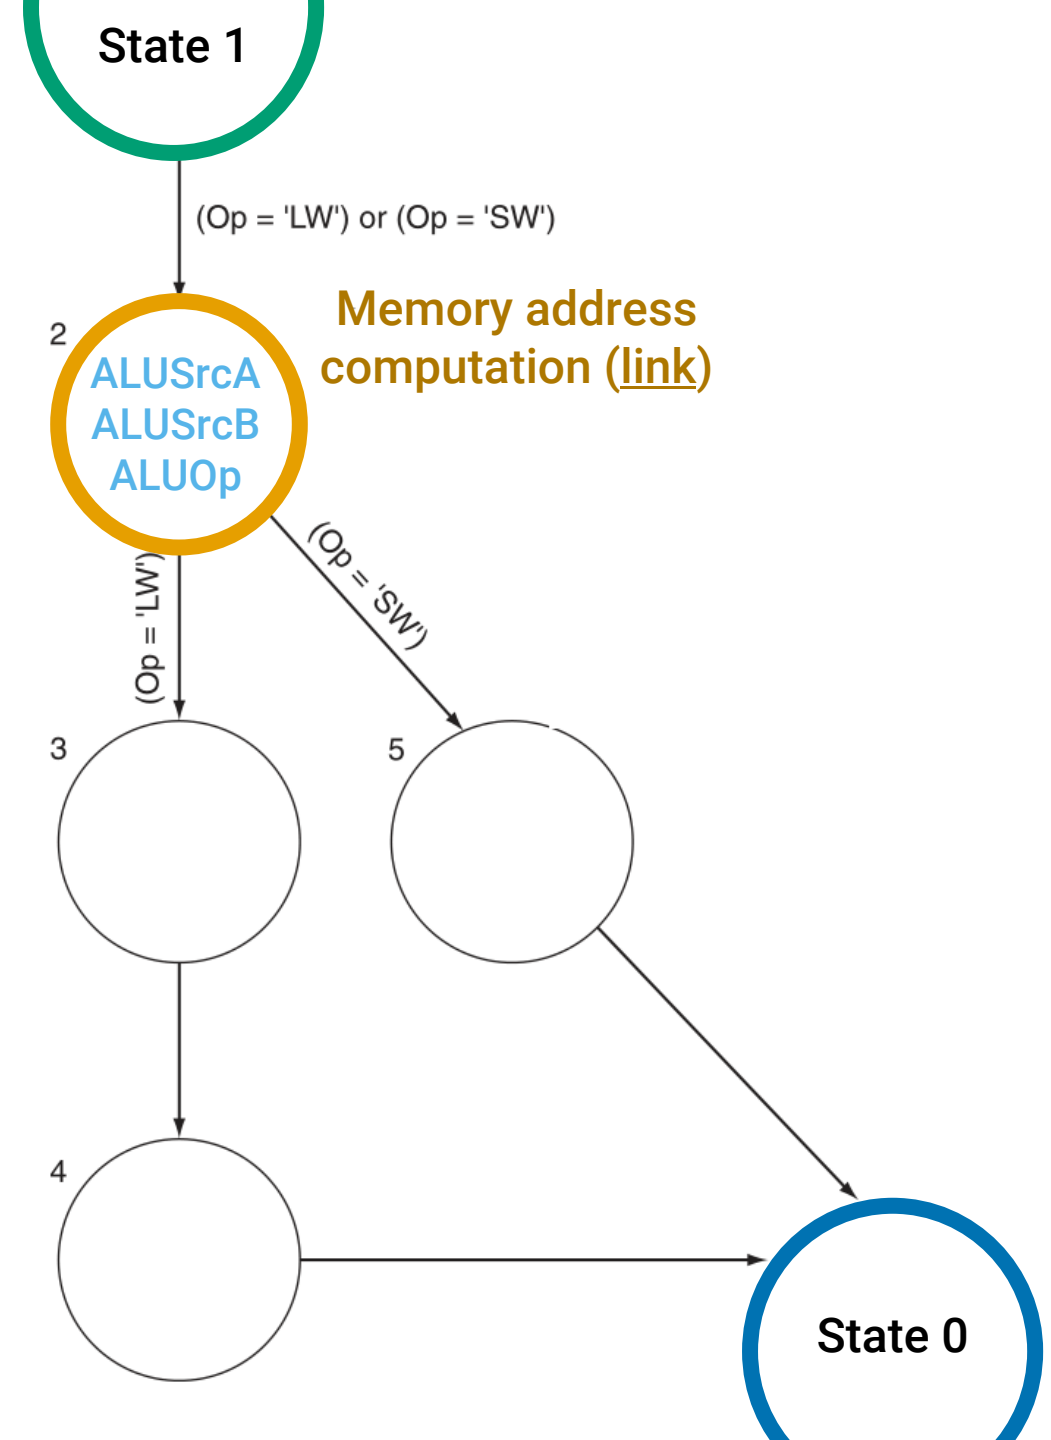 State 1
(Op = 'LW') or (Op = 'SW')
2
Memory address
computation (link)
ALUSrcA
ALUSrcB
ALUOp
(Op = 'LW')
(Op = 'SW')
3
5
4
State 0